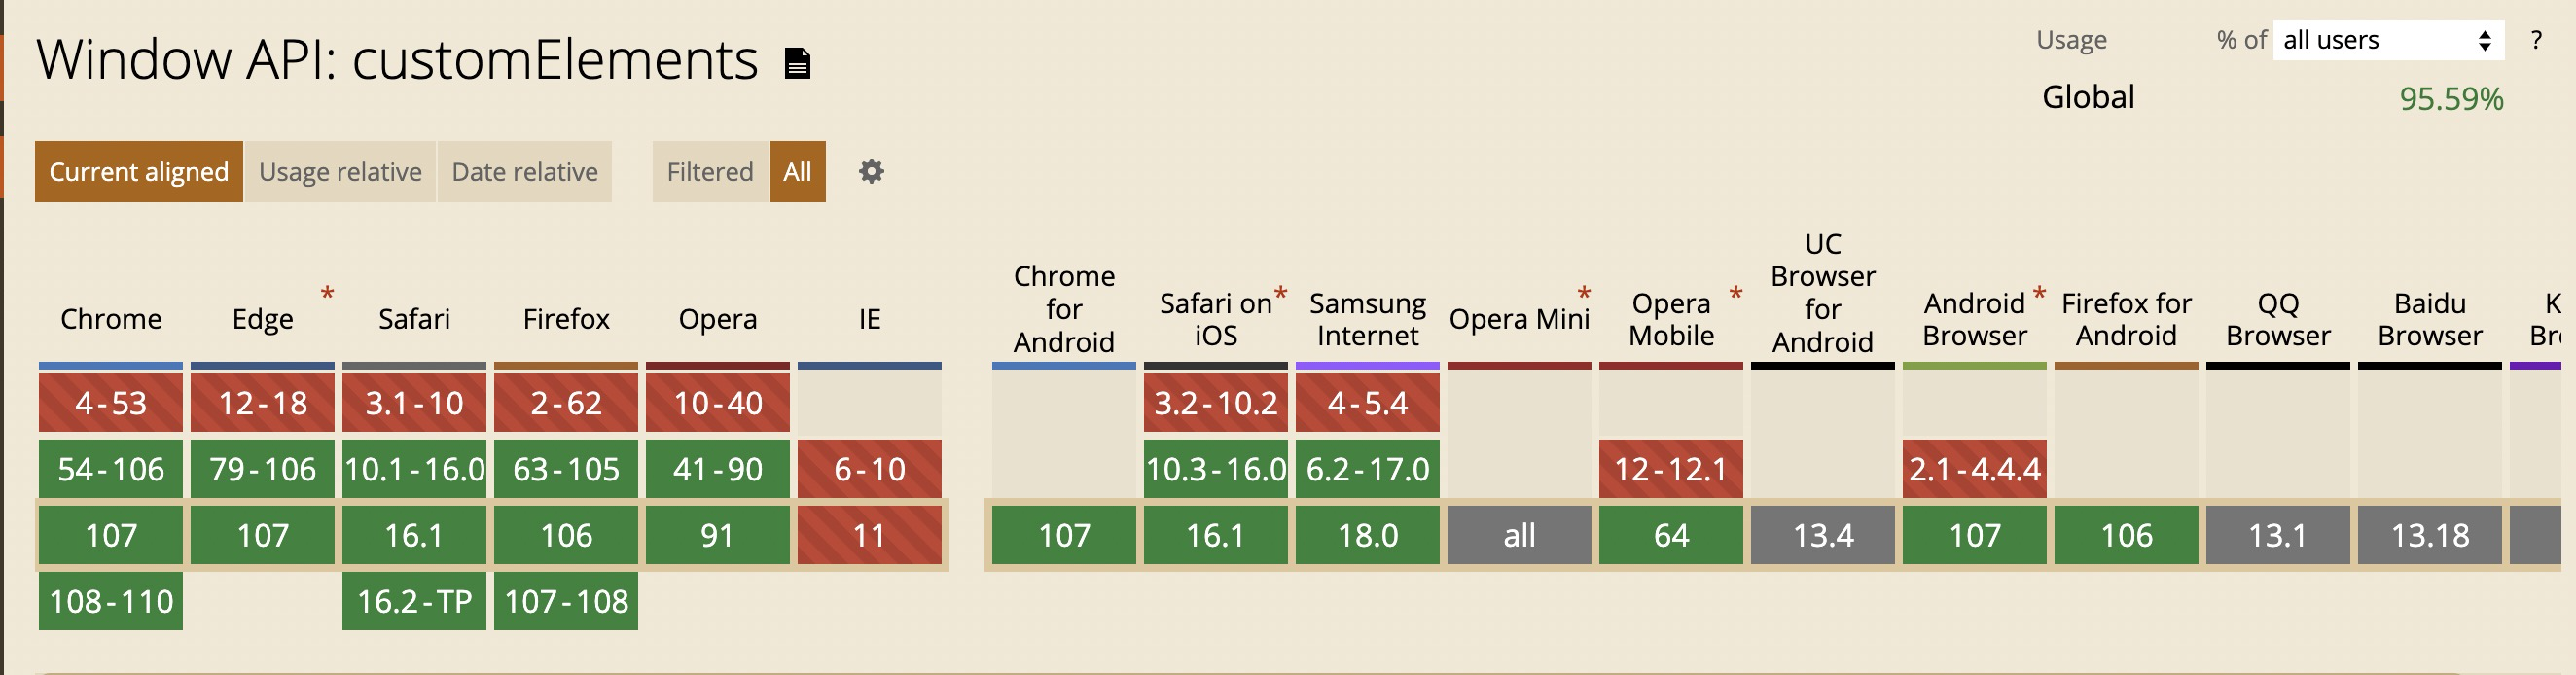 Window API: customElements
Usage % of all users ?
Global 95.59%
Current aligned Usage relative Date relative Filtered All
Chrome
Edge *
Safari
Firefox
Opera
IE
Chrome for Android
Safari on iOS *
Samsung Internet
Opera Mini *
Opera Mobile *
UC Browser for Android
Android Browser *
Firefox for Android
QQ Browser
Baidu Browser
4-53 12-18 3.1-10 2-62 10-40 3.2-10.2 4-5.4
54-106 79-106 10.1-16.0 63-105 41-90 6-10 10.3-16.0 6.2-17.0 12-12.1 2.1-4.4.4
107 107 16.1 106 91 11 107 16.1 18.0 all 64 13.4 107 106 13.1 13.18
108-110 16.2-TP 107-108